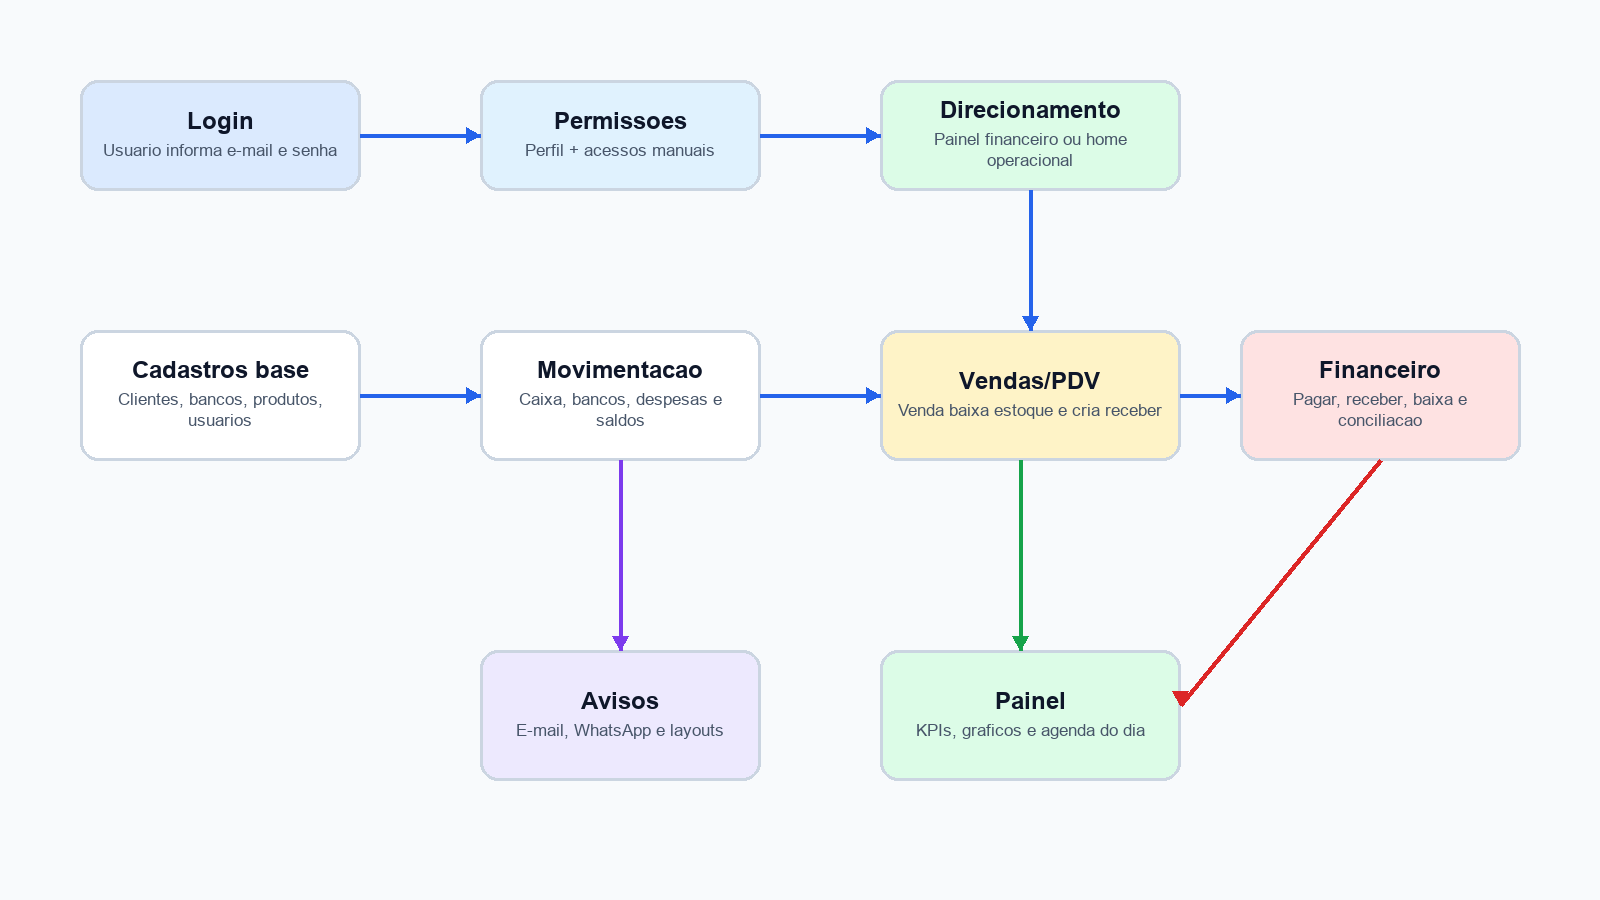 Login
Usuario informa e-mail e senha
Permissoes
Perfil + acessos manuais
Direcionamento
Painel financeiro ou home
operacional
Cadastros base
Clientes, bancos, produtos,
usuarios
Movimentacao
Caixa, bancos, despesas e
saldos
Vendas/PDV
Venda baixa estoque e cria receber
Financeiro
Pagar, receber, baixa e
conciliacao
Avisos
E-mail, WhatsApp e layouts
Painel
KPIs, graficos e agenda do dia